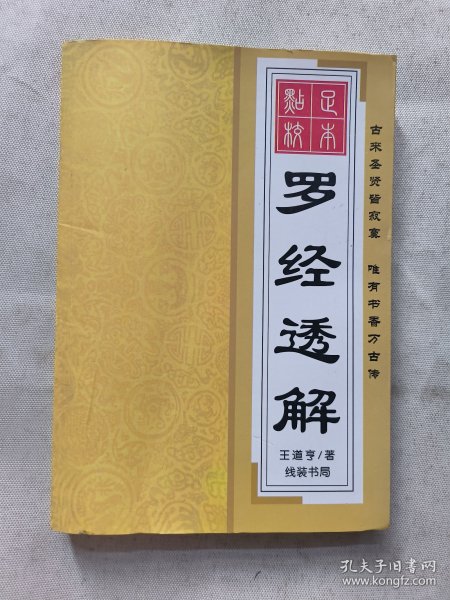 足本
點校
罗经透解
王道亨/著
线装书局
古来圣贤皆寂寞 唯有书香万古传
孔夫子旧书网
www.kongfz.com